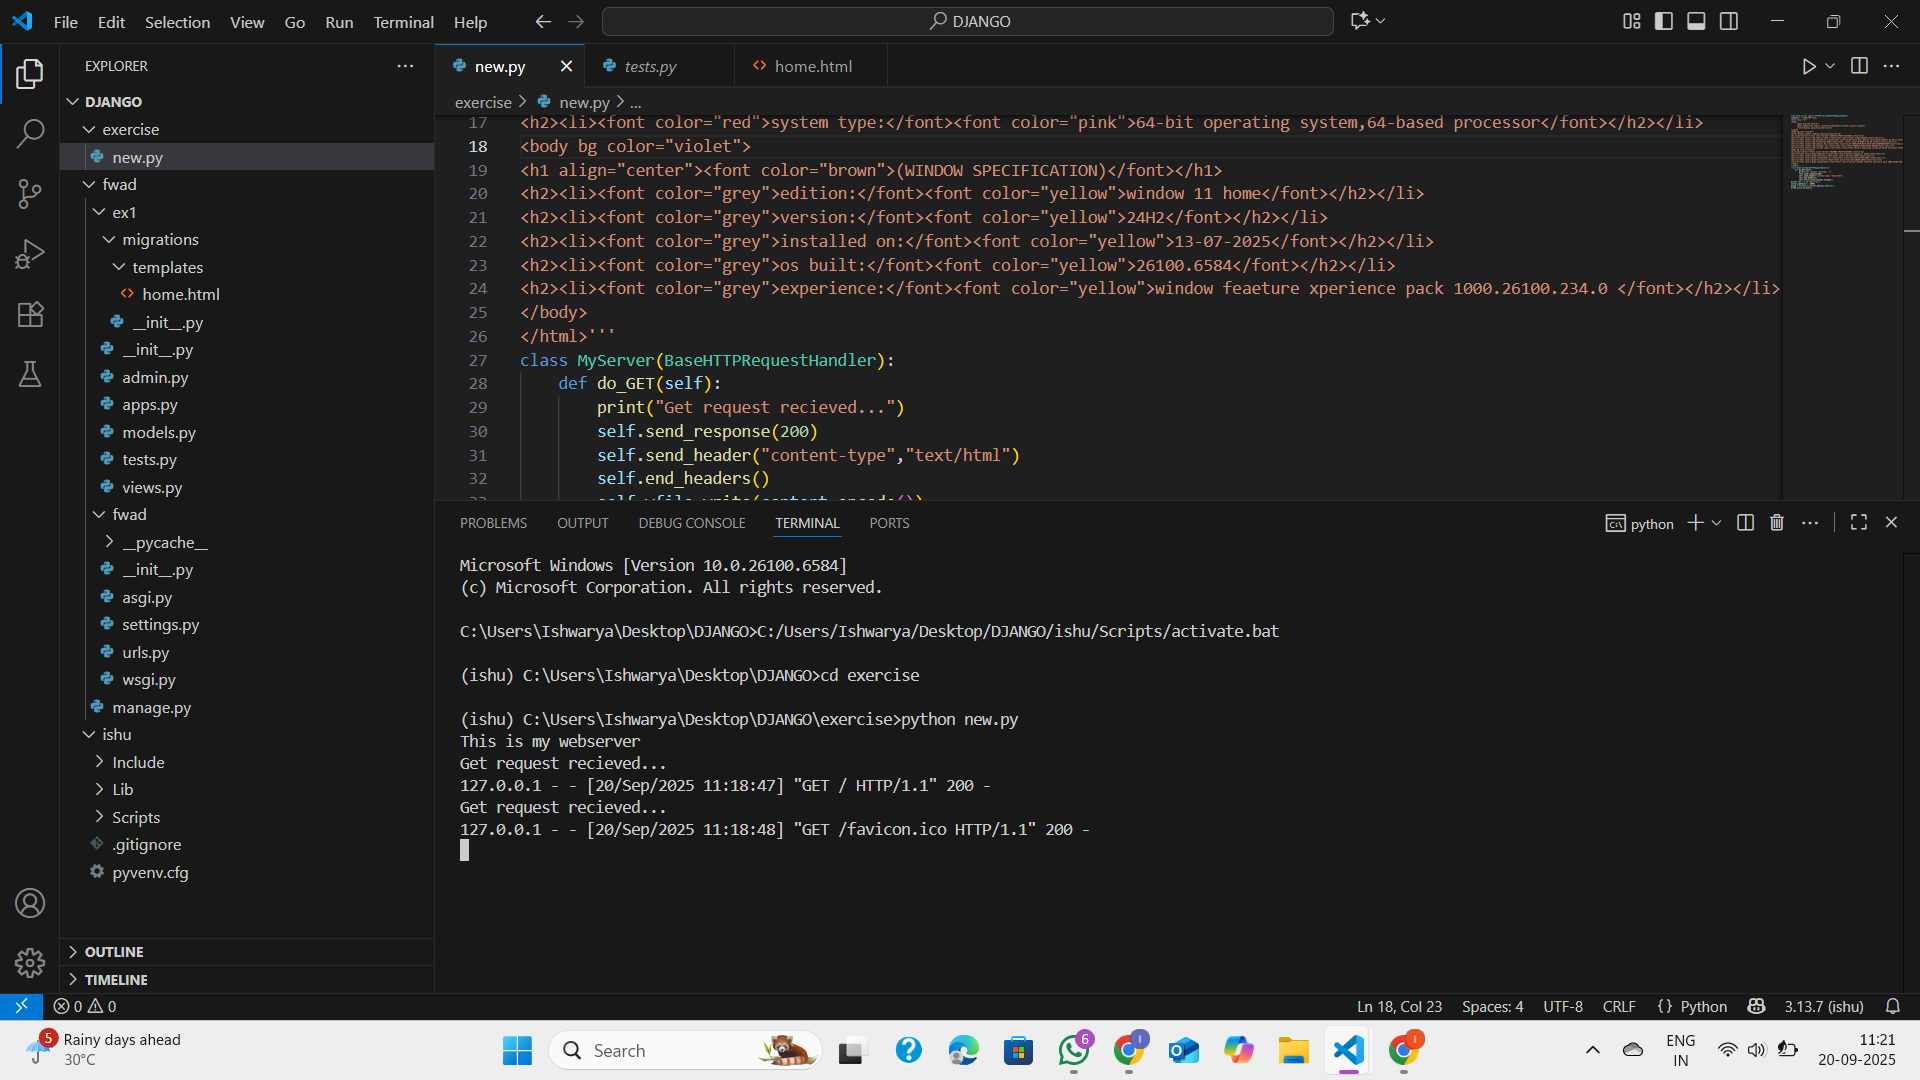 File Edit Selection View Go Run Terminal Help
DJANGO
EXPLORER
DJANGO
exercise
new.py
fwad
ex1
migrations
templates
home.html
__init__.py
__init__.py
admin.py
apps.py
models.py
tests.py
views.py
fwad
__pycache__
__init__.py
asgi.py
settings.py
urls.py
wsgi.py
manage.py
ishu
Include
Lib
Scripts
.gitignore
pyvenv.cfg
OUTLINE
TIMELINE
new.py
tests.py
home.html
exercise > new.py > ...
17 <h2><li><font color="red">system type:</font><font color="pink">64-bit operating system,64-based processor</font></h2></li>
18 <body bg color="violet">
19 <h1 align="center"><font color="brown">(WINDOW SPECIFICATION)</font></h1>
20 <h2><li><font color="grey">edition:</font><font color="yellow">window 11 home</font></h2></li>
21 <h2><li><font color="grey">version:</font><font color="yellow">24H2</font></h2></li>
22 <h2><li><font color="grey">installed on:</font><font color="yellow">13-07-2025</font></h2></li>
23 <h2><li><font color="grey">os built:</font><font color="yellow">26100.6584</font></h2></li>
24 <h2><li><font color="grey">experience:</font><font color="yellow">window feaeture xperience pack 1000.26100.234.0 </font></h2></li>
25 </body>
26 </html>'''
27 class MyServer(BaseHTTPRequestHandler):
28 def do_GET(self):
29 print("Get request recieved...")
30 self.send_response(200)
31 self.send_header("content-type","text/html")
32 self.end_headers()
PROBLEMS OUTPUT DEBUG CONSOLE TERMINAL PORTS
python
Microsoft Windows [Version 10.0.26100.6584]
(c) Microsoft Corporation. All rights reserved.
C:\Users\Ishwarya\Desktop\DJANGO>C:/Users/Ishwarya/Desktop/DJANGO/ishu/Scripts/activate.bat
(ishu) C:\Users\Ishwarya\Desktop\DJANGO>cd exercise
(ishu) C:\Users\Ishwarya\Desktop\DJANGO\exercise>python new.py
This is my webserver
Get request recieved...
127.0.0.1 - - [20/Sep/2025 11:18:47] "GET / HTTP/1.1" 200 -
Get request recieved...
127.0.0.1 - - [20/Sep/2025 11:18:48] "GET /favicon.ico HTTP/1.1" 200 -
0 0
Ln 18, Col 23 Spaces: 4 UTF-8 CRLF {} Python 3.13.7 (ishu)
5
Rainy days ahead
30°C
Search
6
ENG
IN
11:21
20-09-2025